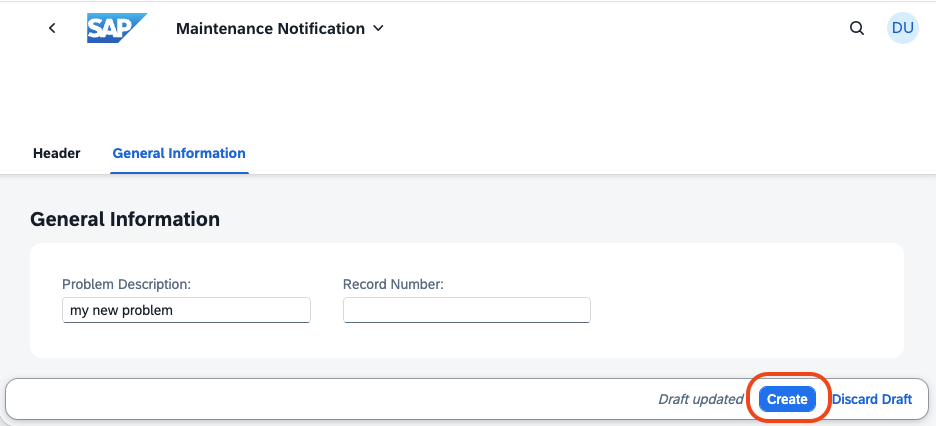 SAP Maintenance Notification DU
Header General Information
General Information
Problem Description: Record Number:
my new problem
Draft updated Create Discard Draft